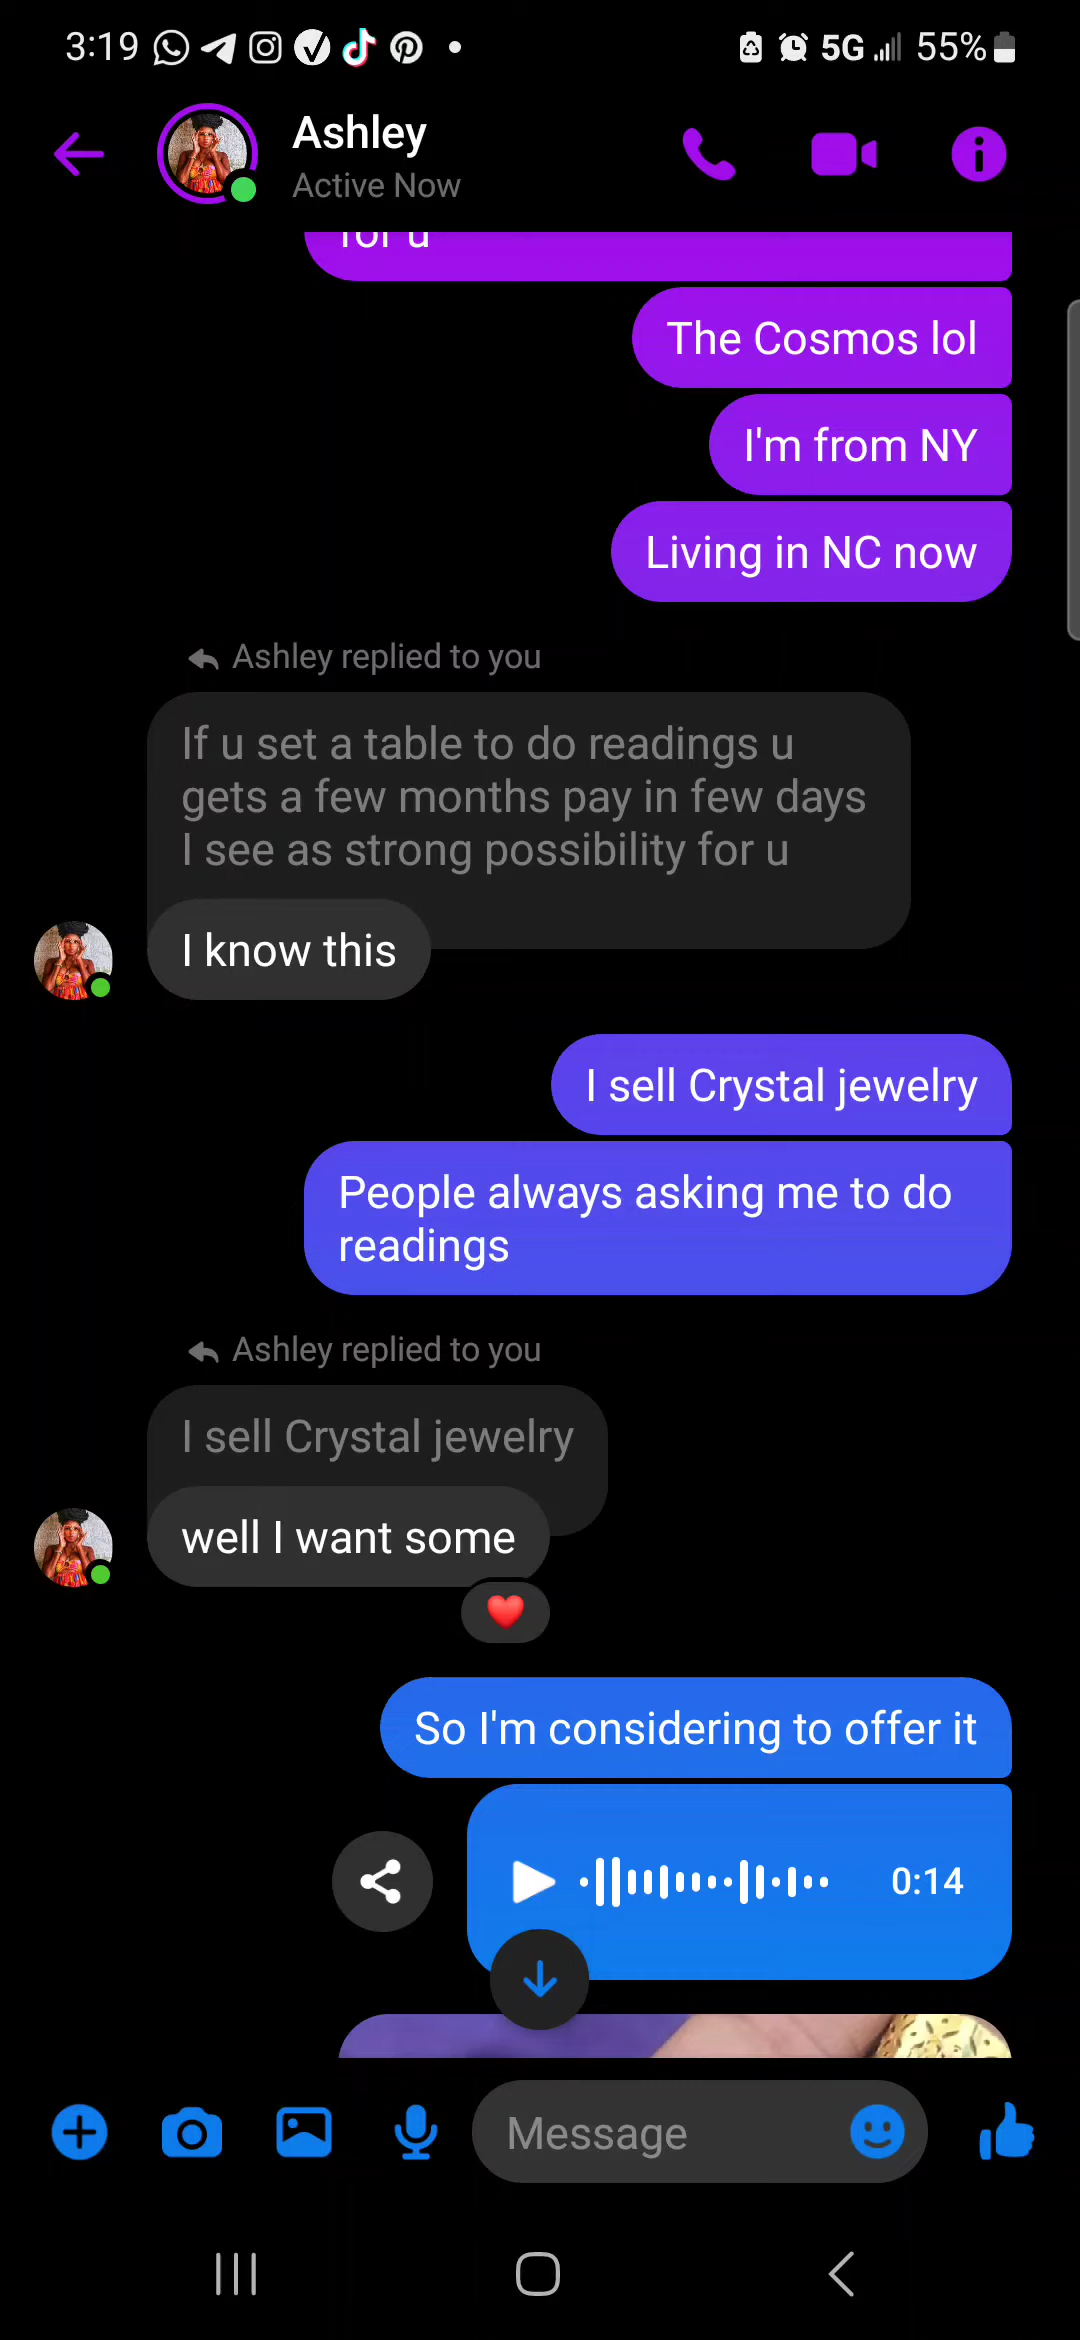 3:19
5G
55%
Ashley
Active Now
for u
The Cosmos lol
I'm from NY
Living in NC now
Ashley replied to you
If u set a table to do readings u
gets a few months pay in few days
I see as strong possibility for u
I know this
I sell Crystal jewelry
People always asking me to do
readings
Ashley replied to you
I sell Crystal jewelry
well I want some
So I'm considering to offer it
0:14
Message